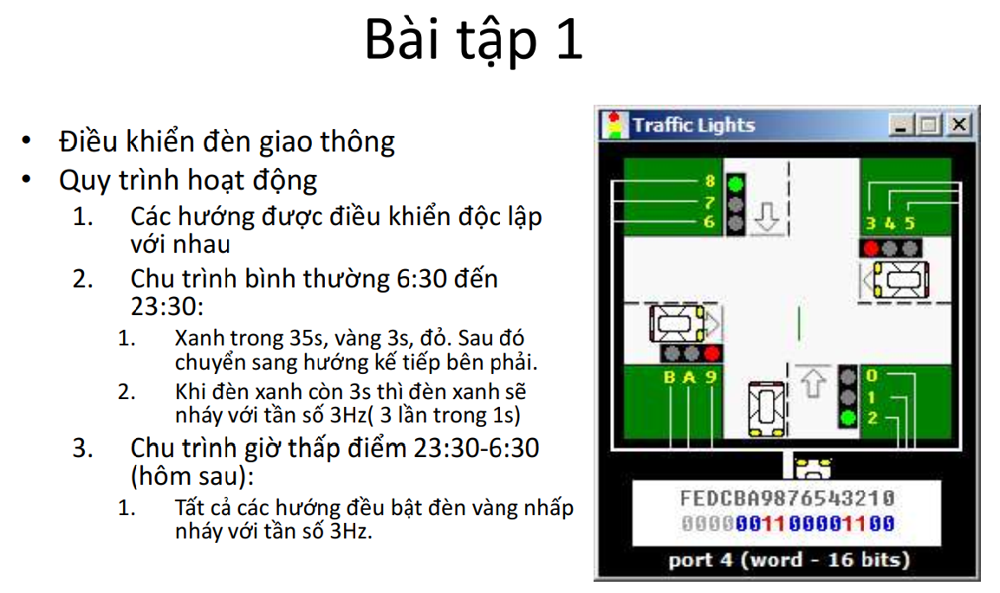 Bài tập 1
• Điều khiển đèn giao thông
• Quy trình hoạt động
1. Các hướng được điều khiển độc lập
với nhau
2. Chu trình bình thường 6:30 đến
23:30:
1. Xanh trong 35s, vàng 3s, đỏ. Sau đó
chuyển sang hướng kế tiếp bên phải.
2. Khi đèn xanh còn 3s thì đèn xanh sẽ
nháy với tần số 3Hz( 3 lần trong 1s)
3. Chu trình giờ thấp điểm 23:30-6:30
(hôm sau):
1. Tất cả các hướng đều bật đèn vàng nhấp
nháy với tần số 3Hz.
Traffic Lights
8
7
6
3 4 5
B A 9
0
1
2
FEDCBA9876543210
0000001100001100
port 4 (word - 16 bits)